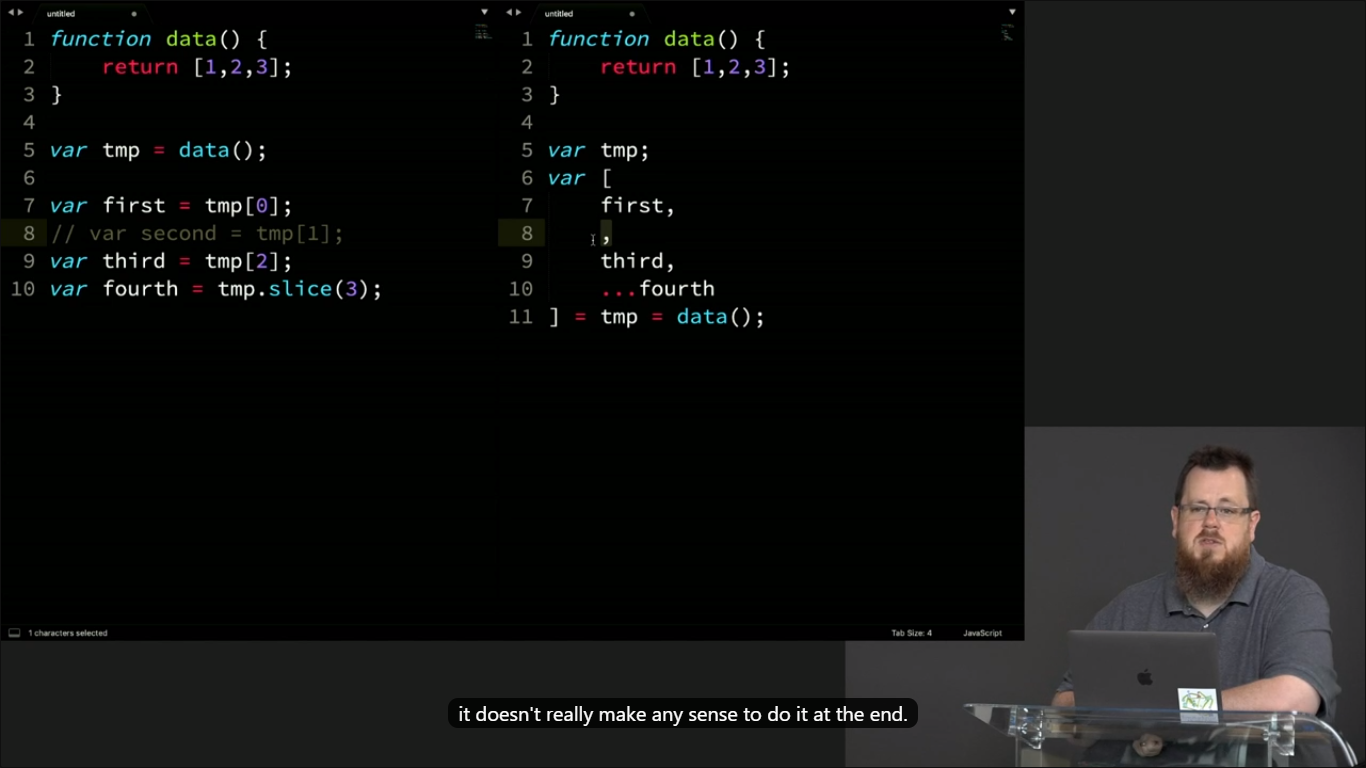 untitled
1 function data() {
2     return [1,2,3];
3 }
4
5 var tmp = data();
6
7 var first = tmp[0];
8 // var second = tmp[1];
9 var third = tmp[2];
10 var fourth = tmp.slice(3);
untitled
1 function data() {
2     return [1,2,3];
3 }
4
5 var tmp;
6 var [
7     first,
8     ,
9     third,
10     ...fourth
11 ] = tmp = data();
1 characters selected
Tab Size: 4
JavaScript
it doesn't really make any sense to do it at the end.